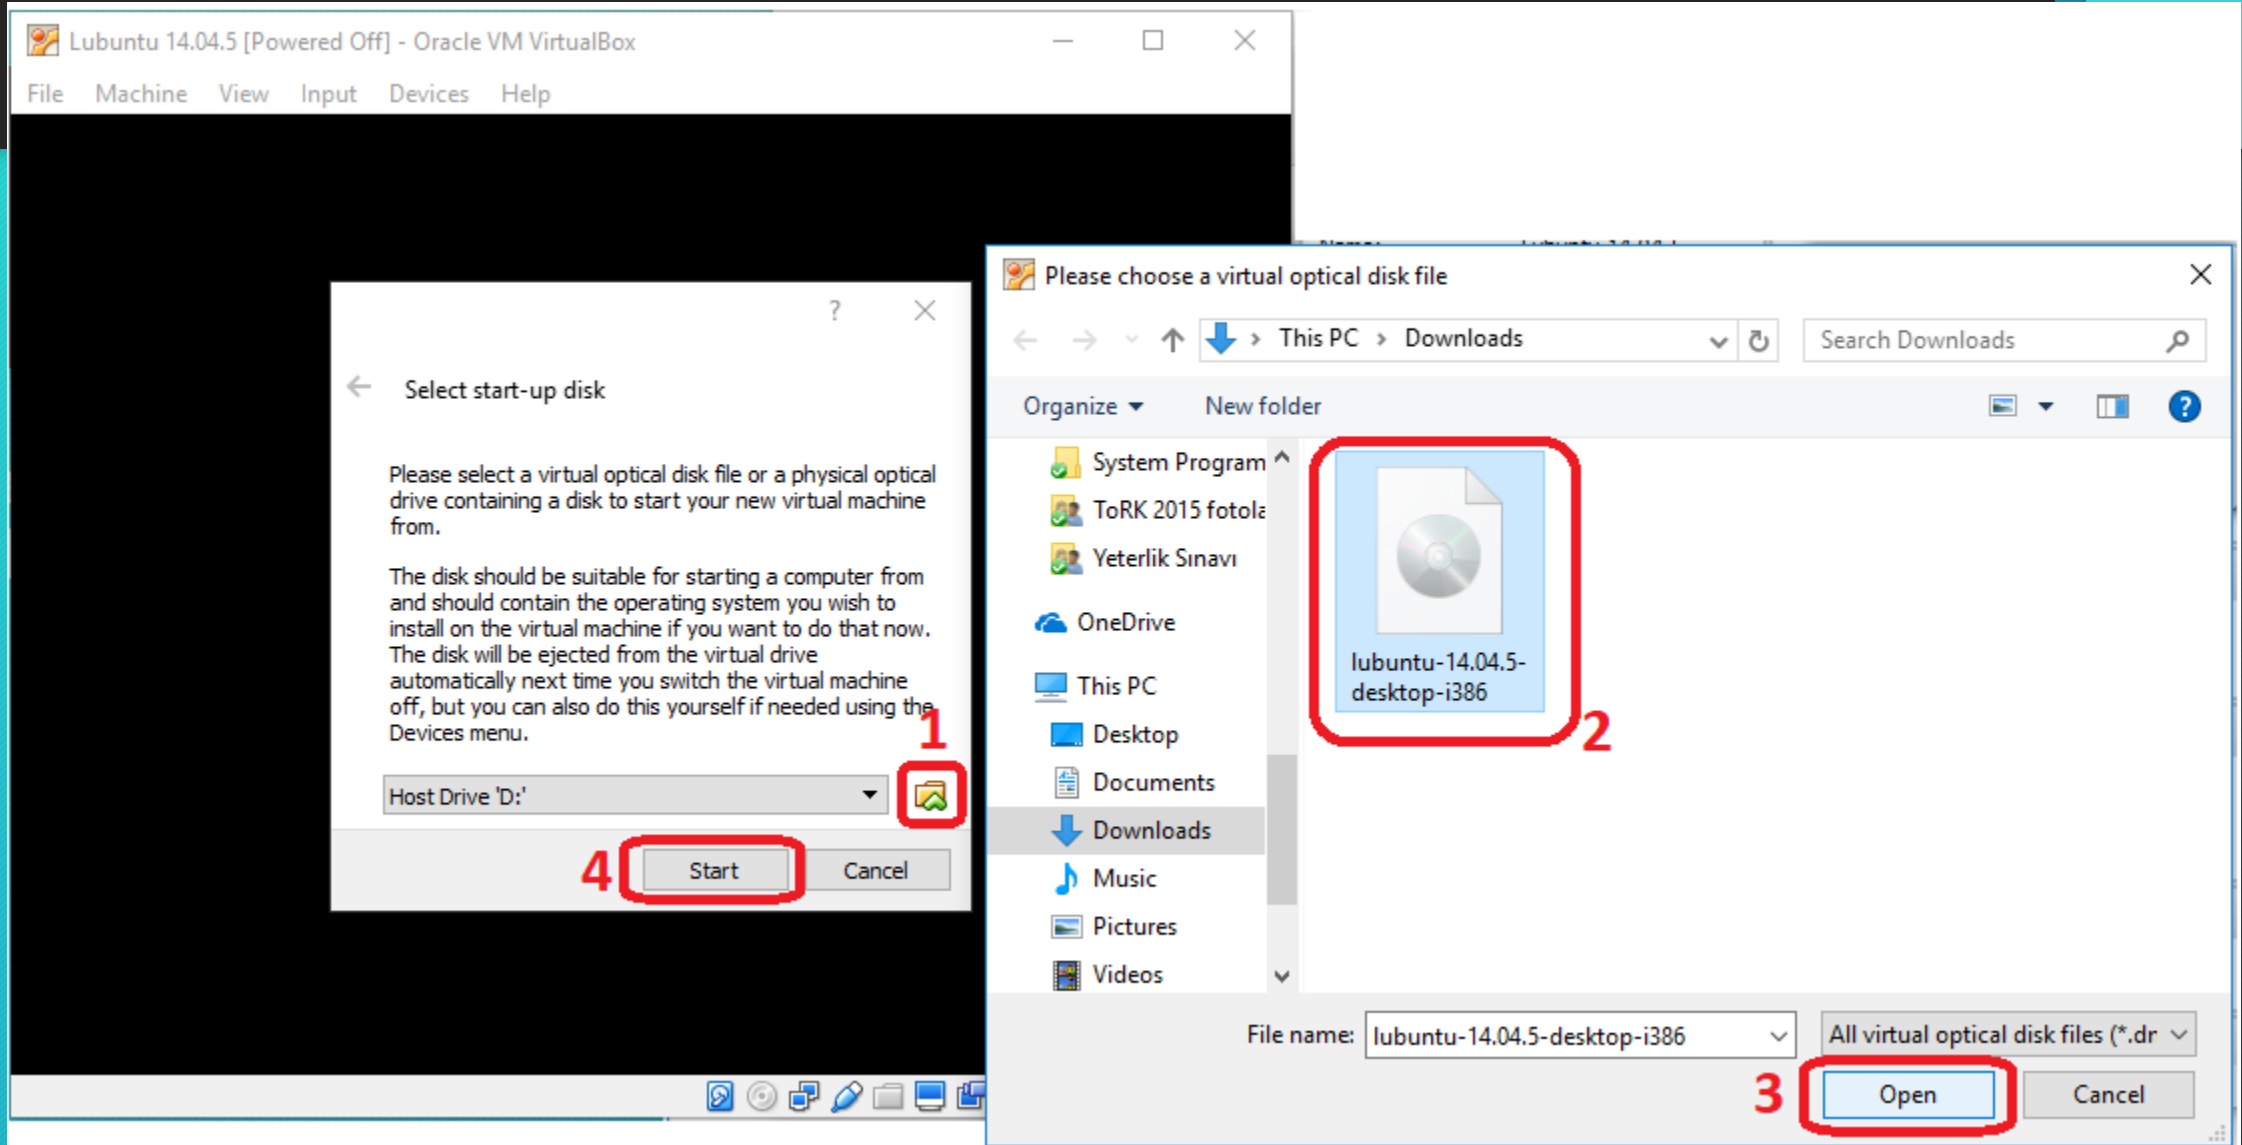 Lubuntu 14.04.5 [Powered Off] - Oracle VM VirtualBox
File Machine View Input Devices Help
?
Select start-up disk
Please select a virtual optical disk file or a physical optical
drive containing a disk to start your new virtual machine
from.
The disk should be suitable for starting a computer from
and should contain the operating system you wish to
install on the virtual machine if you want to do that now.
The disk will be ejected from the virtual drive
automatically next time you switch the virtual machine
off, but you can also do this yourself if needed using the
Devices menu.
1
Host Drive 'D:'
4
Start Cancel
Please choose a virtual optical disk file
This PC > Downloads
Search Downloads
Organize New folder
?
System Program
ToRK 2015 fotola
Yeterlik Sınavı
OneDrive
This PC
Desktop
Documents
Downloads
Music
Pictures
Videos
lubuntu-14.04.5-
desktop-i386
2
File name: lubuntu-14.04.5-desktop-i386
All virtual optical disk files (*.dr
3
Open Cancel